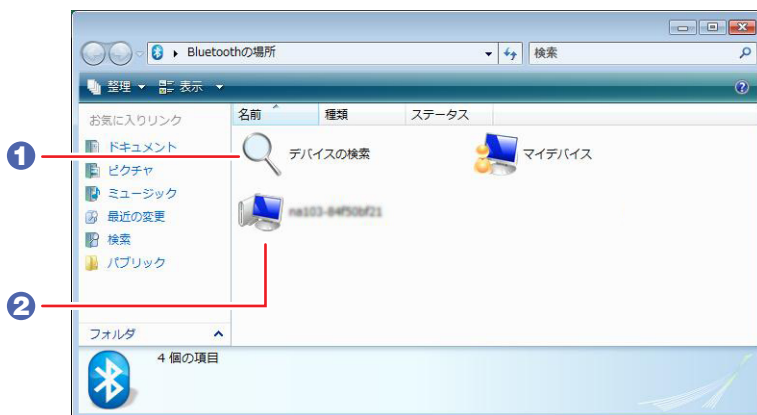 Bluetoothの場所
検索
整理
表示
お気に入りリンク
ドキュメント
ピクチャ
ミュージック
最近の変更
検索
パブリック
フォルダ
名前 種類 ステータス
1
デバイスの検索
マイデバイス
2
4 個の項目